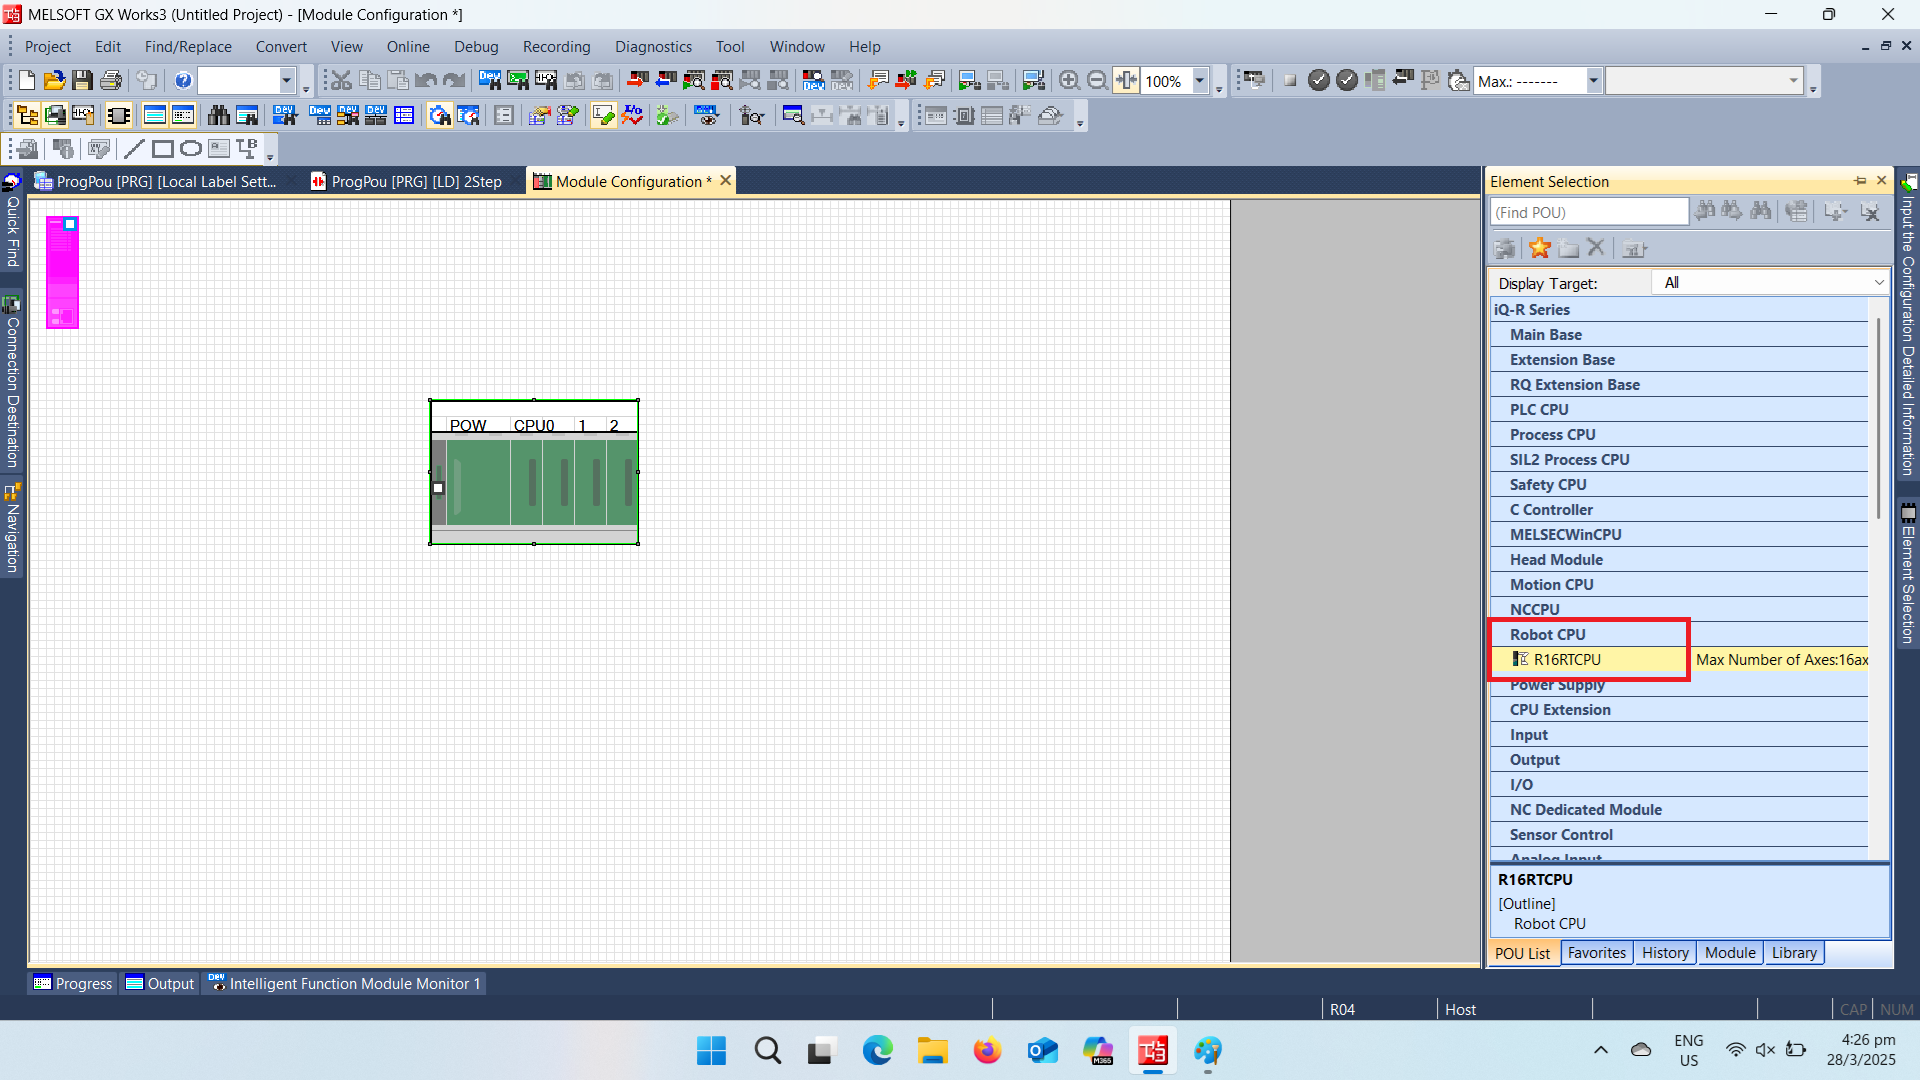 MELSOFT GX Works3 (Untitled Project) - [Module Configuration *]
Project Edit Find/Replace Convert View Online Debug Recording Diagnostics Tool Window Help
100%
Max.: -------
ProgPou [PRG] [Local Label Sett...
ProgPou [PRG] [LD] 2Step
Module Configuration *
Quick Find
Connection Destination
Navigation
POW CPU0 1 2
Element Selection
(Find POU)
Display Target: All
iQ-R Series
Main Base
Extension Base
RQ Extension Base
PLC CPU
Process CPU
SIL2 Process CPU
Safety CPU
C Controller
MELSECWinCPU
Head Module
Motion CPU
NCCPU
Robot CPU
R16RTCPU Max Number of Axes:16ax
Power Supply
CPU Extension
Input
Output
I/O
NC Dedicated Module
Sensor Control
Analog Input
R16RTCPU
[Outline]
Robot CPU
POU List Favorites History Module Library
Input the Configuration Detailed Information
Element Selection
Progress Output Intelligent Function Module Monitor 1
R04 Host CAP NUM
ENG
US
4:26 pm
28/3/2025